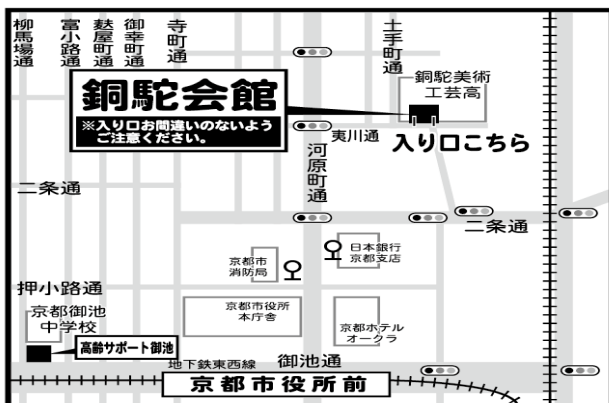 柳馬場通
富小路通
麸屋町通
御幸町通
寺町通
土手町通
銅駝美術
工芸高
銅駝会館
※入り口お間違いのないよう
ご注意ください。
夷川通
入り口こちら
河原町通
二条通
二条通
京都市
消防局
日本銀行
京都支店
押小路通
京都御池
中学校
京都市役所
本庁舎
京都ホテル
オークラ
高齢サポート御池
地下鉄東西線
御池通
京都市役所前